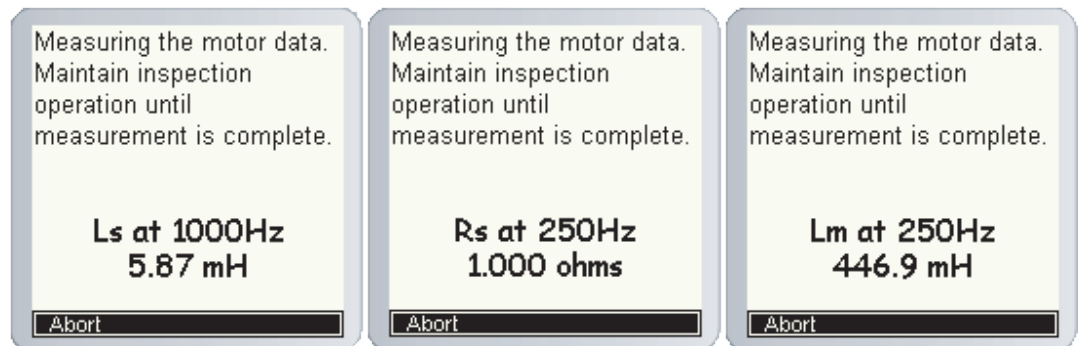 Measuring the motor data.
Maintain inspection
operation until
measurement is complete.
Ls at 1000Hz
5.87 mH
Abort
Measuring the motor data.
Maintain inspection
operation until
measurement is complete.
Rs at 250Hz
1.000 ohms
Abort
Measuring the motor data.
Maintain inspection
operation until
measurement is complete.
Lm at 250Hz
446.9 mH
Abort